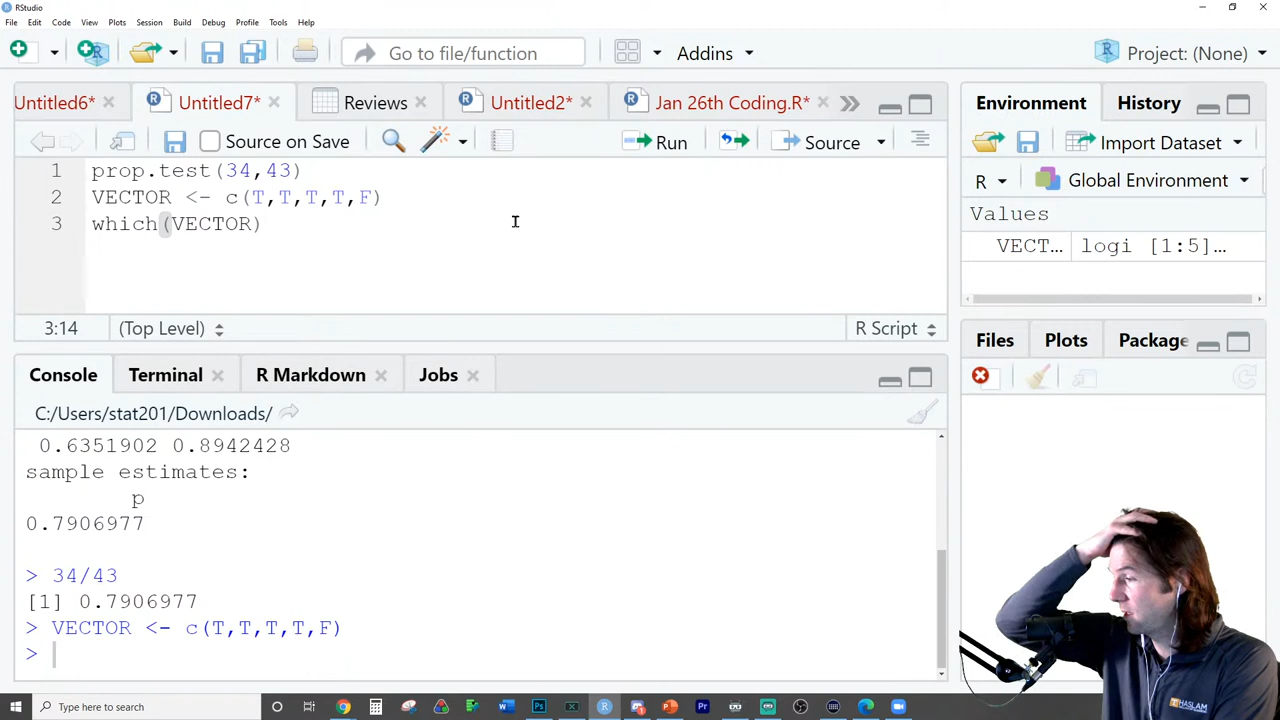 RStudio
File Edit Code View Plots Session Build Debug Profile Tools Help
Go to file/function Addins Project: (None)
Untitled6* Untitled7* Reviews Untitled2* Jan 26th Coding.R*
Source on Save Run Source
1 prop.test(34,43)
2 VECTOR <- c(T,T,T,T,F)
3 which(VECTOR)
3:14 (Top Level) R Script
Console Terminal R Markdown Jobs
C:/Users/stat201/Downloads/
0.6351902 0.8942428
sample estimates:
p
0.7906977
> 34/43
[1] 0.7906977
> VECTOR <- c(T,T,T,T,F)
>
Environment History
Import Dataset
R Global Environment
Values
VECT... logi [1:5]...
Files Plots Package
HASLAM
Type here to search